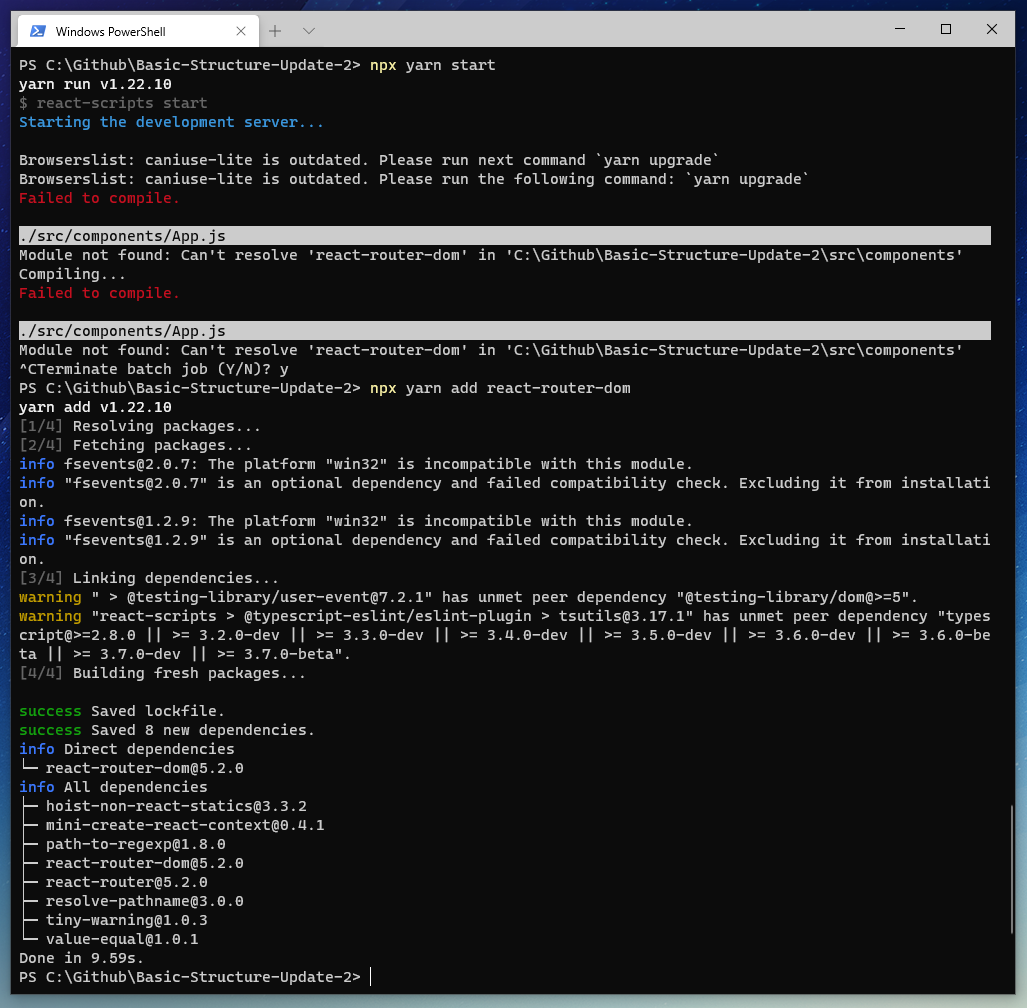 Windows PowerShell
PS C:\Github\Basic-Structure-Update-2> npx yarn start
yarn run v1.22.10
$ react-scripts start
Starting the development server...
Browserslist: caniuse-lite is outdated. Please run next command `yarn upgrade`
Browserslist: caniuse-lite is outdated. Please run the following command: `yarn upgrade`
Failed to compile.
./src/components/App.js
Module not found: Can't resolve 'react-router-dom' in 'C:\Github\Basic-Structure-Update-2\src\components'
Compiling...
Failed to compile.
./src/components/App.js
Module not found: Can't resolve 'react-router-dom' in 'C:\Github\Basic-Structure-Update-2\src\components'
^CTerminate batch job (Y/N)? y
PS C:\Github\Basic-Structure-Update-2> npx yarn add react-router-dom
yarn add v1.22.10
[1/4] Resolving packages...
[2/4] Fetching packages...
info fsevents@2.0.7: The platform "win32" is incompatible with this module.
info "fsevents@2.0.7" is an optional dependency and failed compatibility check. Excluding it from installati
on.
info fsevents@1.2.9: The platform "win32" is incompatible with this module.
info "fsevents@1.2.9" is an optional dependency and failed compatibility check. Excluding it from installati
on.
[3/4] Linking dependencies...
warning " > @testing-library/user-event@7.2.1" has unmet peer dependency "@testing-library/dom@>=5".
warning "react-scripts > @typescript-eslint/eslint-plugin > tsutils@3.17.1" has unmet peer dependency "types
cript@>=2.8.0 || >= 3.2.0-dev || >= 3.3.0-dev || >= 3.4.0-dev || >= 3.5.0-dev || >= 3.6.0-dev || >= 3.6.0-be
ta || >= 3.7.0-dev || >= 3.7.0-beta".
[4/4] Building fresh packages...
success Saved lockfile.
success Saved 8 new dependencies.
info Direct dependencies
└─ react-router-dom@5.2.0
info All dependencies
├─ hoist-non-react-statics@3.3.2
├─ mini-create-react-context@0.4.1
├─ path-to-regexp@1.8.0
├─ react-router-dom@5.2.0
├─ react-router@5.2.0
├─ resolve-pathname@3.0.0
├─ tiny-warning@1.0.3
└─ value-equal@1.0.1
Done in 9.59s.
PS C:\Github\Basic-Structure-Update-2>